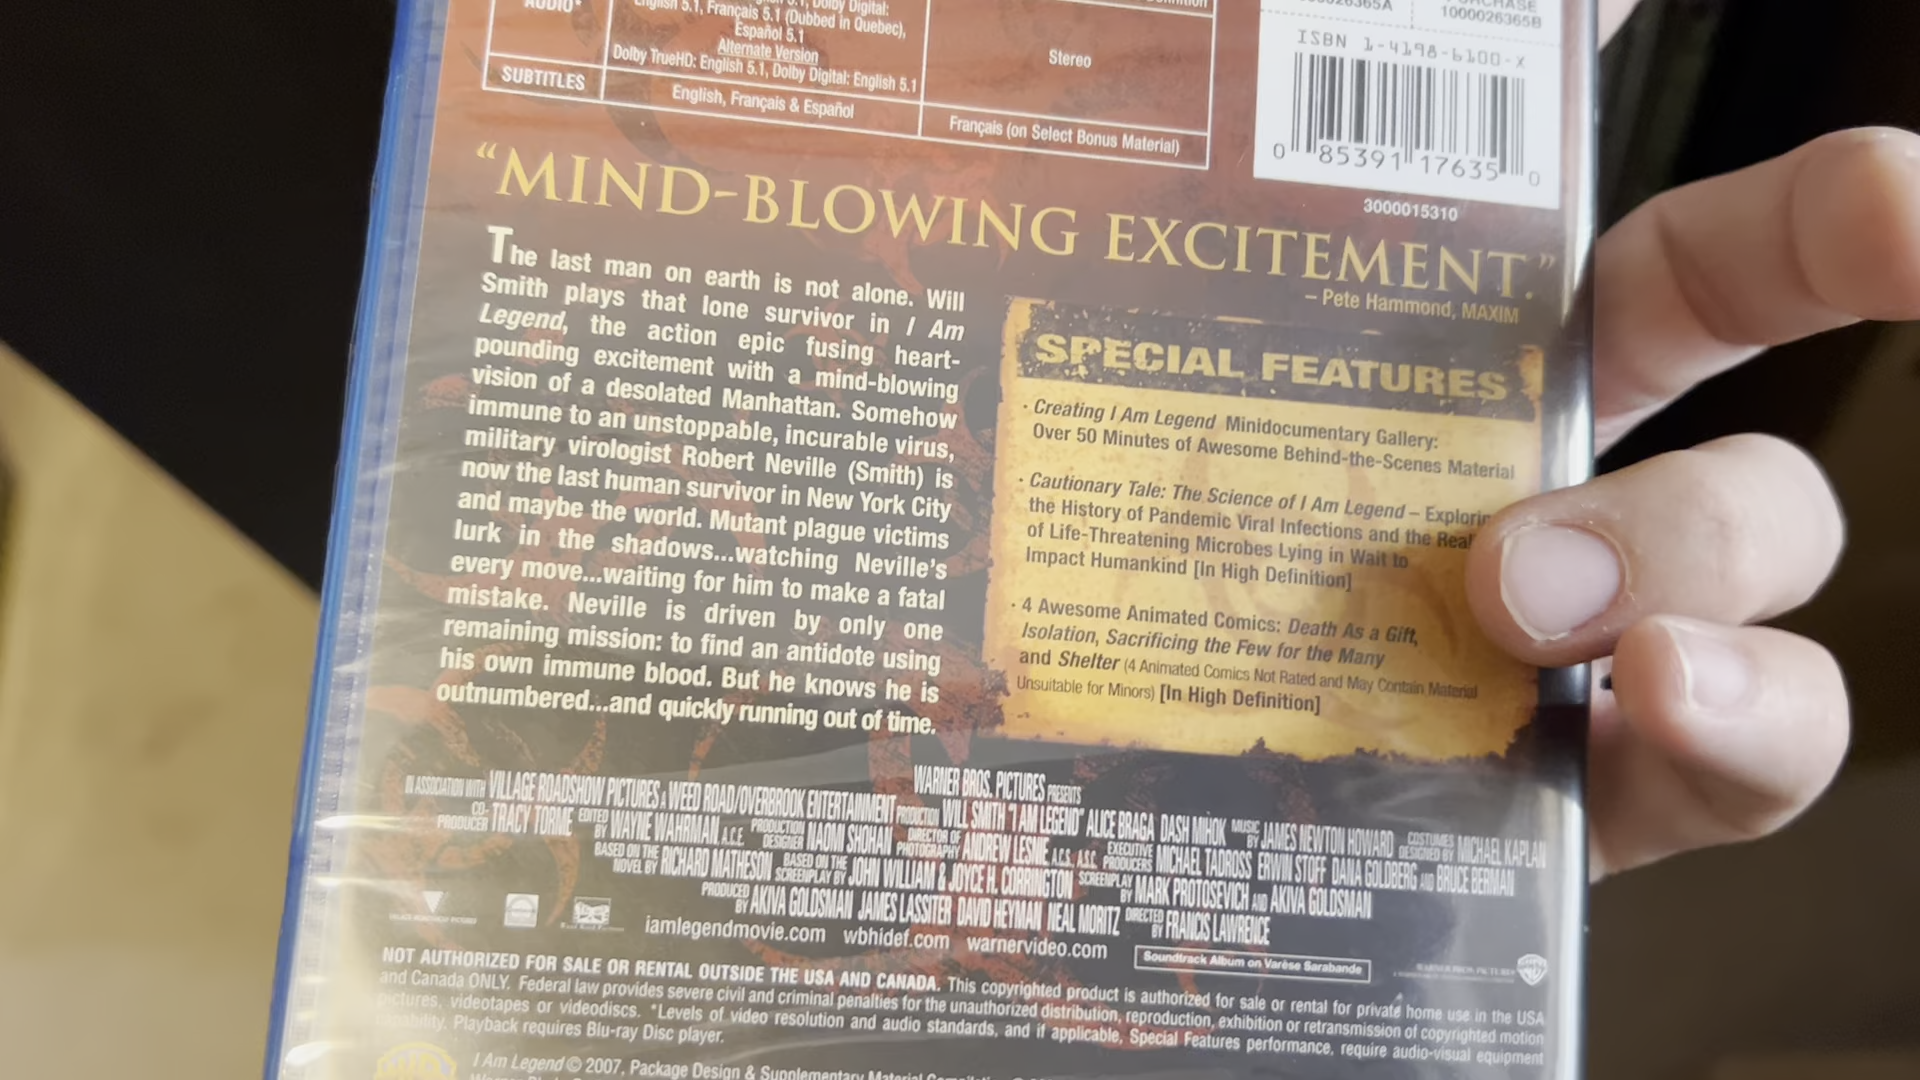 AUDIO*
English 5.1, Français 5.1 (Dubbed in Quebec),
Español 5.1
Alternate Version
Dolby TrueHD: English 5.1, Dolby Digital: English 5.1
Stereo
SUBTITLES
English, Français & Español
Français (on Select Bonus Material)
1000026365B
ISBN 1-4198-6100-X
0 85391 17635 0
3000015310
“MIND-BLOWING EXCITEMENT.”
– Pete Hammond, MAXIM
The last man on earth is not alone. Will
Smith plays that lone survivor in I Am
Legend, the action epic fusing heart-
pounding excitement with a mind-blowing
vision of a desolated Manhattan. Somehow
immune to an unstoppable, incurable virus,
military virologist Robert Neville (Smith) is
now the last human survivor in New York City
and maybe the world. Mutant plague victims
lurk in the shadows...watching Neville's
every move...waiting for him to make a fatal
mistake. Neville is driven by only one
remaining mission: to find an antidote using
his own immune blood. But he knows he is
outnumbered...and quickly running out of time.
SPECIAL FEATURES
· Creating I Am Legend Minidocumentary Gallery:
Over 50 Minutes of Awesome Behind-the-Scenes Material
· Cautionary Tale: The Science of I Am Legend –
the History of Pandemic Viral Infections and the
of Life-Threatening Microbes Lying in Wait to
Impact Humankind [In High Definition]
· 4 Awesome Animated Comics: Death As a Gift,
Isolation, Sacrificing the Few for the Many
and Shelter (4 Animated Comics Not Rated and May Contain Material
Unsuitable for Minors) [In High Definition]
WARNER BROS. PICTURES PRESENTS
IN ASSOCIATION WITH VILLAGE ROADSHOW PICTURES A WEED ROAD/OVERBROOK ENTERTAINMENT PRODUCTION WILL SMITH "I AM LEGEND" ALICE BRAGA DASH MIHOK MUSIC BY JAMES NEWTON HOWARD COSTUMES DESIGNED BY MICHAEL KAPLAN
CO-PRODUCER TRACY TORME EDITED BY WAYNE WAHRMAN, A.C.E. PRODUCTION DESIGNER NAOMI SHOHAN DIRECTOR OF PHOTOGRAPHY ANDREW LESNIE, A.C.S., A.S.C. EXECUTIVE PRODUCERS MICHAEL TADROSS ERWIN STOFF DANA GOLDBERG AND BRUCE BERMAN
BASED ON THE NOVEL BY RICHARD MATHESON BASED ON THE SCREENPLAY BY JOHN WILLIAM & JOYCE H. CORRINGTON SCREENPLAY BY MARK PROTOSEVICH AND AKIVA GOLDSMAN
PRODUCED BY AKIVA GOLDSMAN JAMES LASSITER DAVID HEYMAN NEAL MORITZ DIRECTED BY FRANCIS LAWRENCE
iamlegendmovie.com wbhidef.com warnervideo.com
Soundtrack Album on Varèse Sarabande
NOT AUTHORIZED FOR SALE OR RENTAL OUTSIDE THE USA AND CANADA. This copyrighted product is authorized for sale or rental for private home use in the USA
and Canada ONLY. Federal law provides severe civil and criminal penalties for the unauthorized distribution, reproduction, exhibition or retransmission of copyrighted motion
pictures, videotapes or videodiscs. *Levels of video resolution and audio standards, and if applicable, Special Features performance, require audio-visual equipment
capability. Playback requires Blu-ray Disc player.
I Am Legend © 2007, Package Design & Supplementary Material